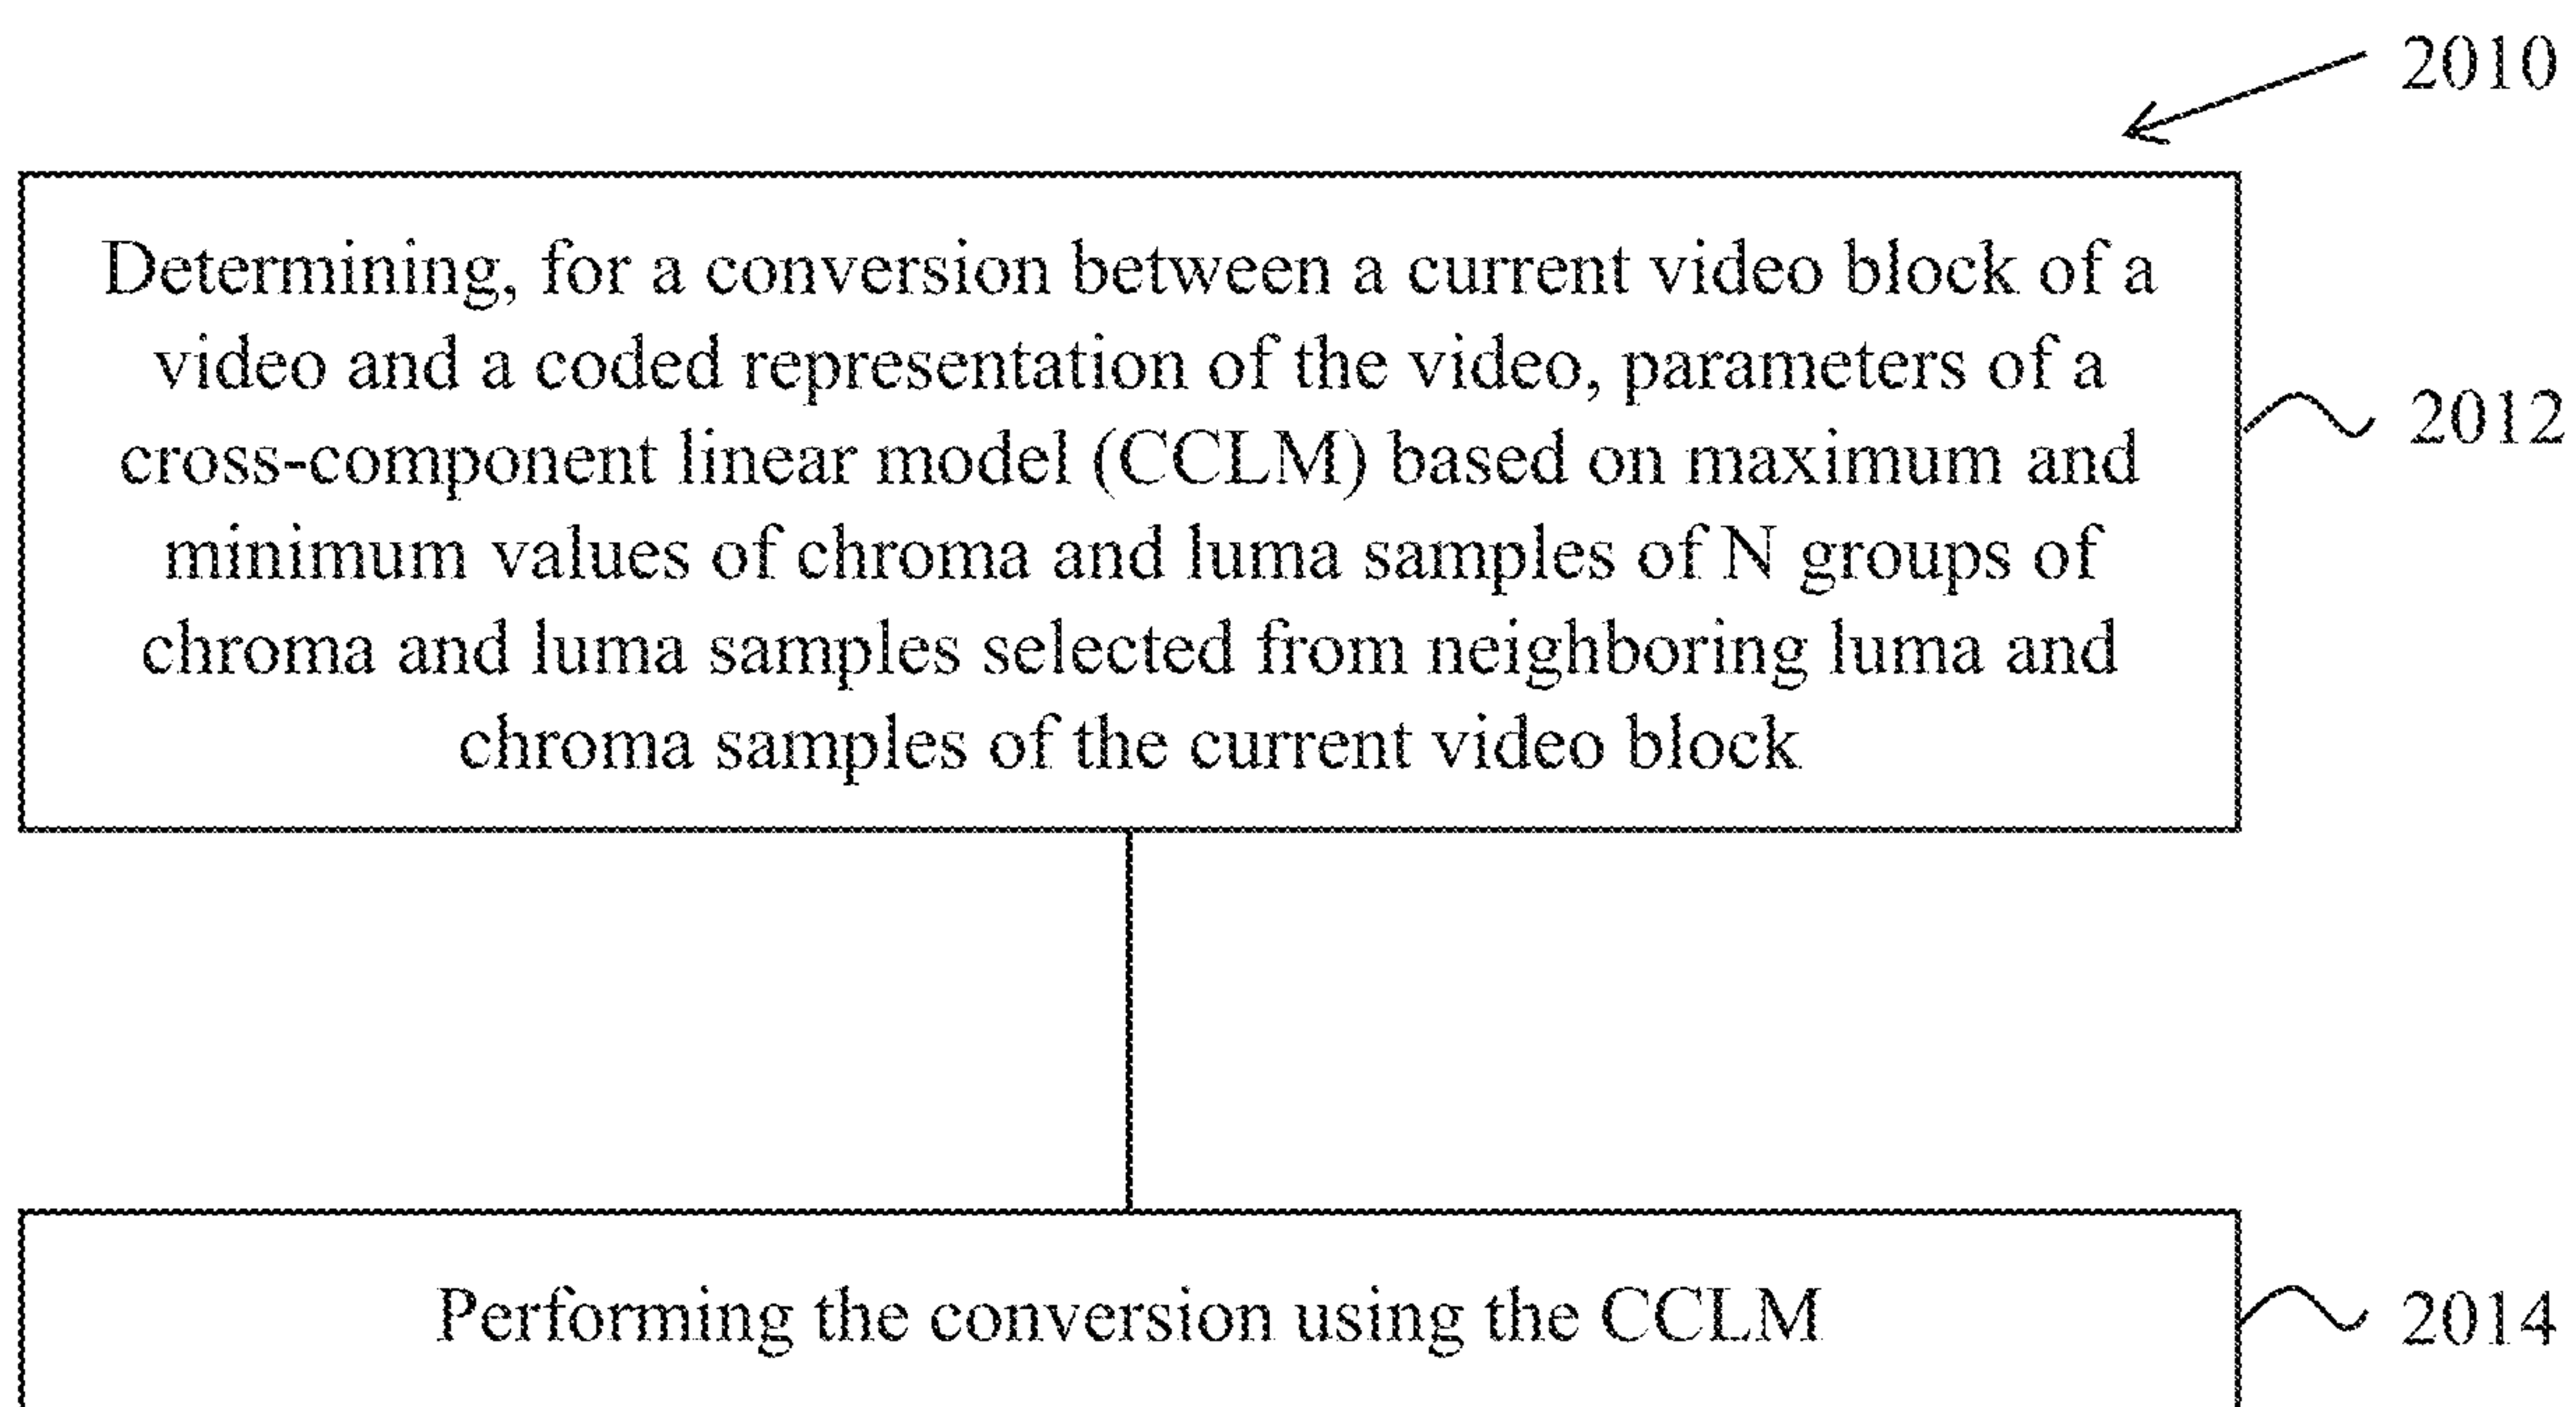 2010
Determining, for a conversion between a current video block of a
video and a coded representation of the video, parameters of a
cross-component linear model (CCLM) based on maximum and
minimum values of chroma and luma samples of N groups of
chroma and luma samples selected from neighboring luma and
chroma samples of the current video block
2012
Performing the conversion using the CCLM
2014